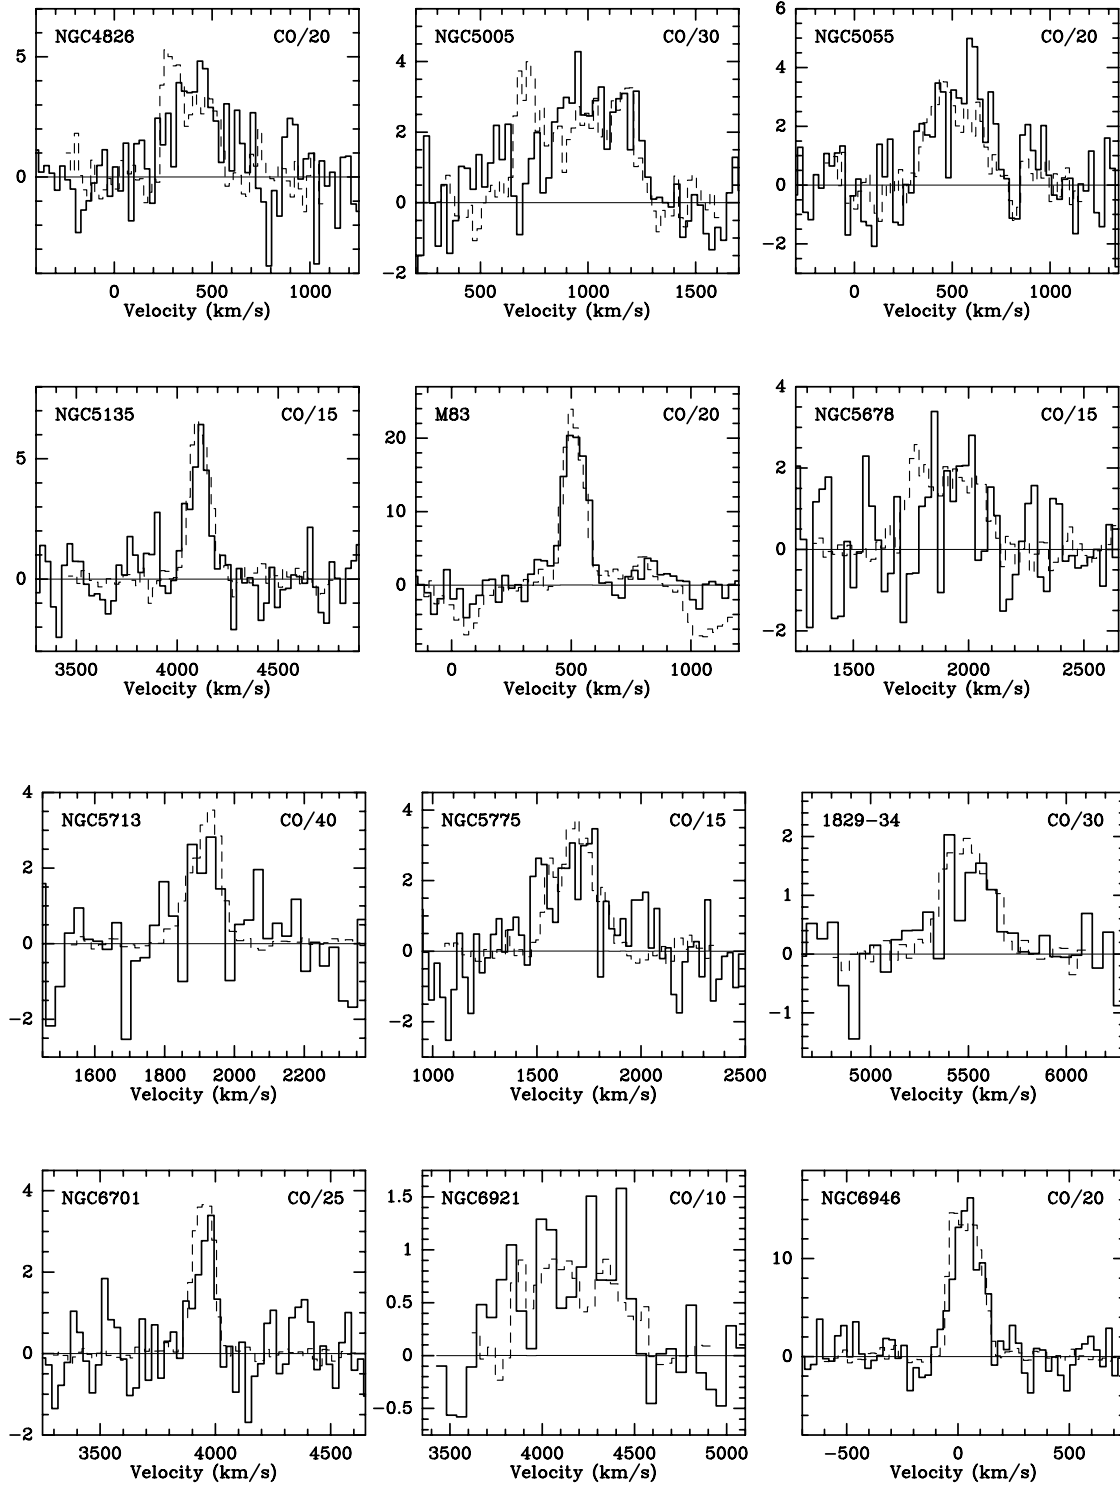 NGC4826 CO/20
5
0
0 500 1000
Velocity (km/s)
NGC5005 CO/30
4
2
0
−2
500 1000 1500
Velocity (km/s)
NGC5055 CO/20
6
4
2
0
−2
0 500 1000
Velocity (km/s)
NGC5135 CO/15
5
0
3500 4000 4500
Velocity (km/s)
M83 CO/20
20
10
0
0 500 1000
Velocity (km/s)
NGC5678 CO/15
4
2
0
−2
1500 2000 2500
Velocity (km/s)
NGC5713 CO/40
4
2
0
−2
1600 1800 2000 2200
Velocity (km/s)
NGC5775 CO/15
4
2
0
−2
1000 1500 2000 2500
Velocity (km/s)
1829−34 CO/30
2
1
0
−1
5000 5500 6000
Velocity (km/s)
NGC6701 CO/25
4
2
0
−2
3500 4000 4500
Velocity (km/s)
NGC6921 CO/10
1.5
1
0.5
0
−0.5
3500 4000 4500 5000
Velocity (km/s)
NGC6946 CO/20
10
0
−500 0 500
Velocity (km/s)